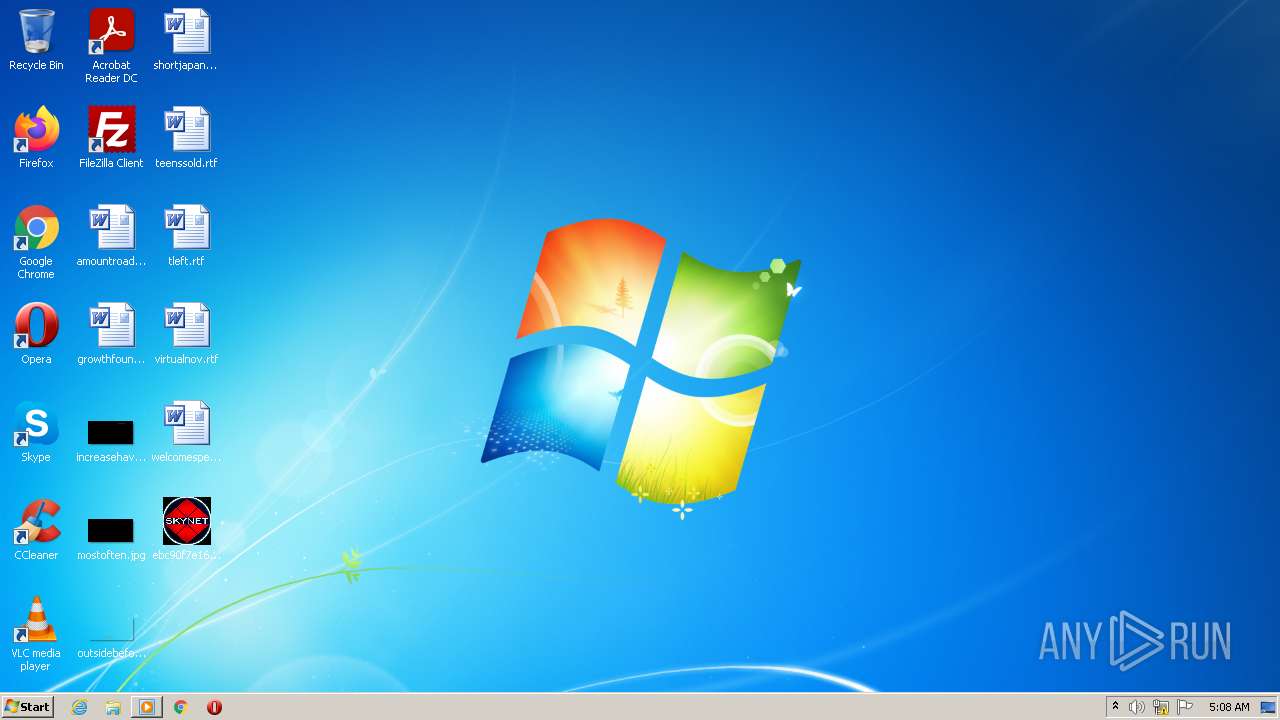 Recycle Bin
Acrobat
Reader DC
shortjapan...
Firefox
FileZilla Client
teenssold.rtf
Google
Chrome
amountroad...
tleft.rtf
Opera
growthfoun...
virtualnov.rtf
Skype
increasehav...
welcomespe...
SKYNET
CCleaner
mostoften.jpg
ebc90f7e16...
VLC media
player
outsidebefo...
ANY RUN
Start
5:08 AM